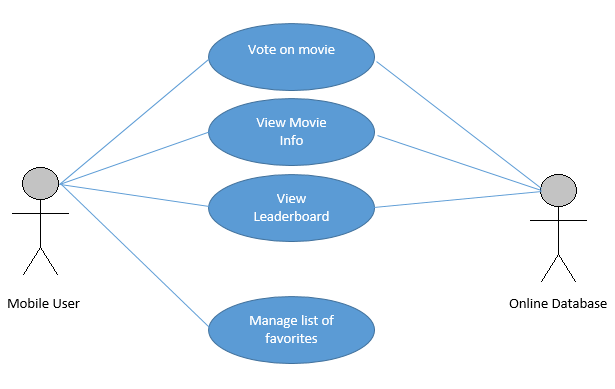 Vote on movie
View Movie
Info
View
Leaderboard
Mobile User
Online Database
Manage list of
favorites